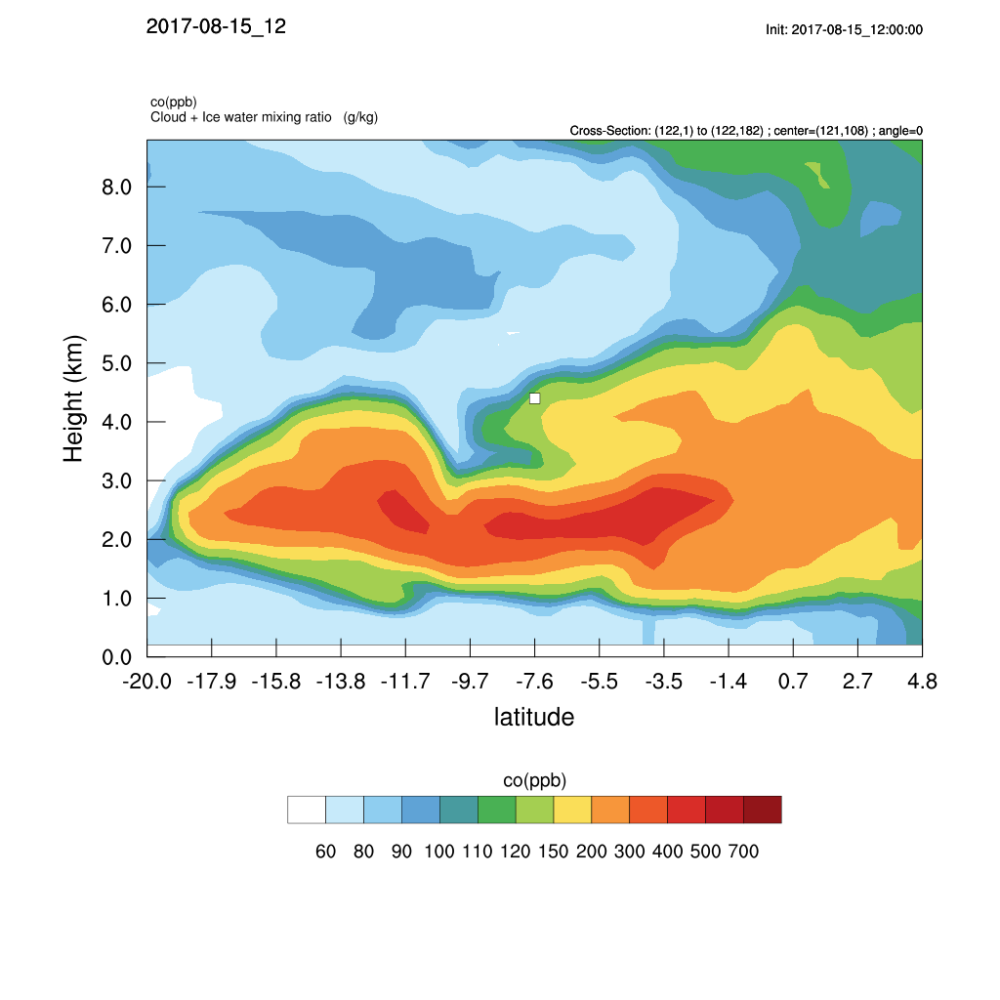 2017-08-15_12
Init: 2017-08-15_12:00:00
co(ppb)
Cloud + Ice water mixing ratio (g/kg)
Cross-Section: (122,1) to (122,182) ; center=(121,108) ; angle=0
8.0
7.0
6.0
5.0
4.0
3.0
2.0
1.0
0.0
Height (km)
-20.0 -17.9 -15.8 -13.8 -11.7 -9.7 -7.6 -5.5 -3.5 -1.4 0.7 2.7 4.8
latitude
co(ppb)
60 80 90 100 110 120 150 200 300 400 500 700